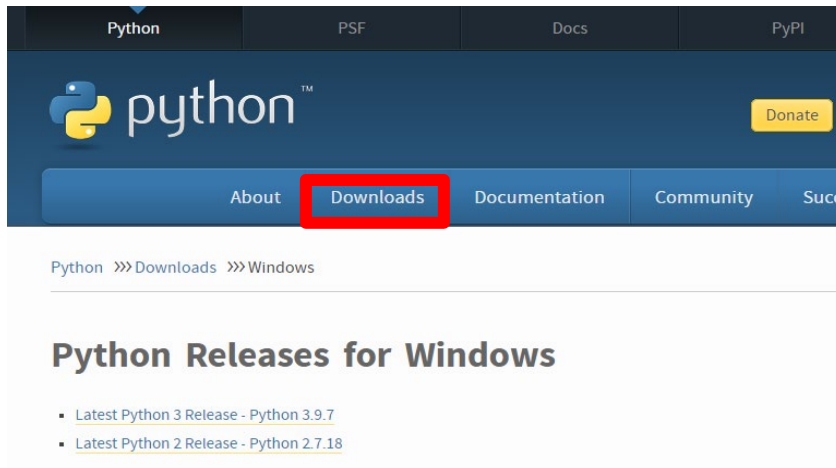 Python PSF Docs PyPI
python™
Donate
About Downloads Documentation Community Succ
Python >>> Downloads >>> Windows
Python Releases for Windows
▪ Latest Python 3 Release - Python 3.9.7
▪ Latest Python 2 Release - Python 2.7.18